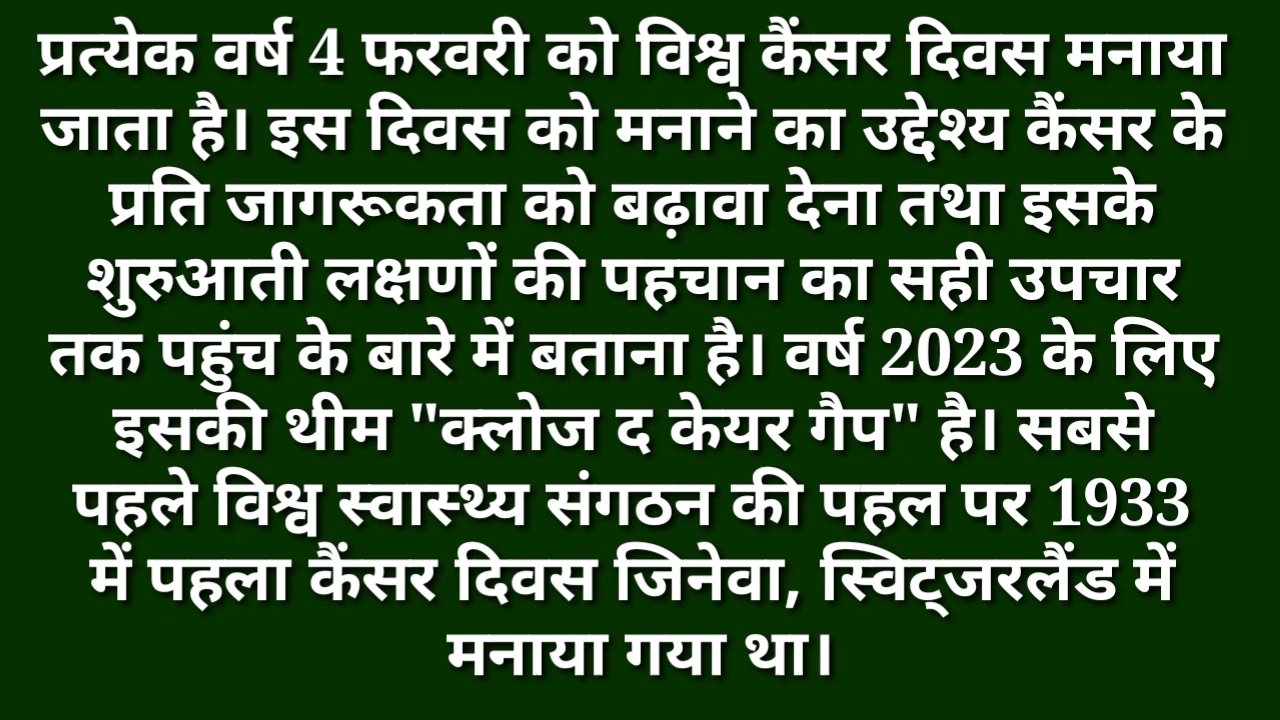 प्रत्येक वर्ष 4 फरवरी को विश्व कैंसर दिवस मनाया
जाता है। इस दिवस को मनाने का उद्देश्य कैंसर के
प्रति जागरूकता को बढ़ावा देना तथा इसके
शुरुआती लक्षणों की पहचान का सही उपचार
तक पहुंच के बारे में बताना है। वर्ष 2023 के लिए
इसकी थीम "क्लोज द केयर गैप" है। सबसे
पहले विश्व स्वास्थ्य संगठन की पहल पर 1933
में पहला कैंसर दिवस जिनेवा, स्विट्जरलैंड में
मनाया गया था।